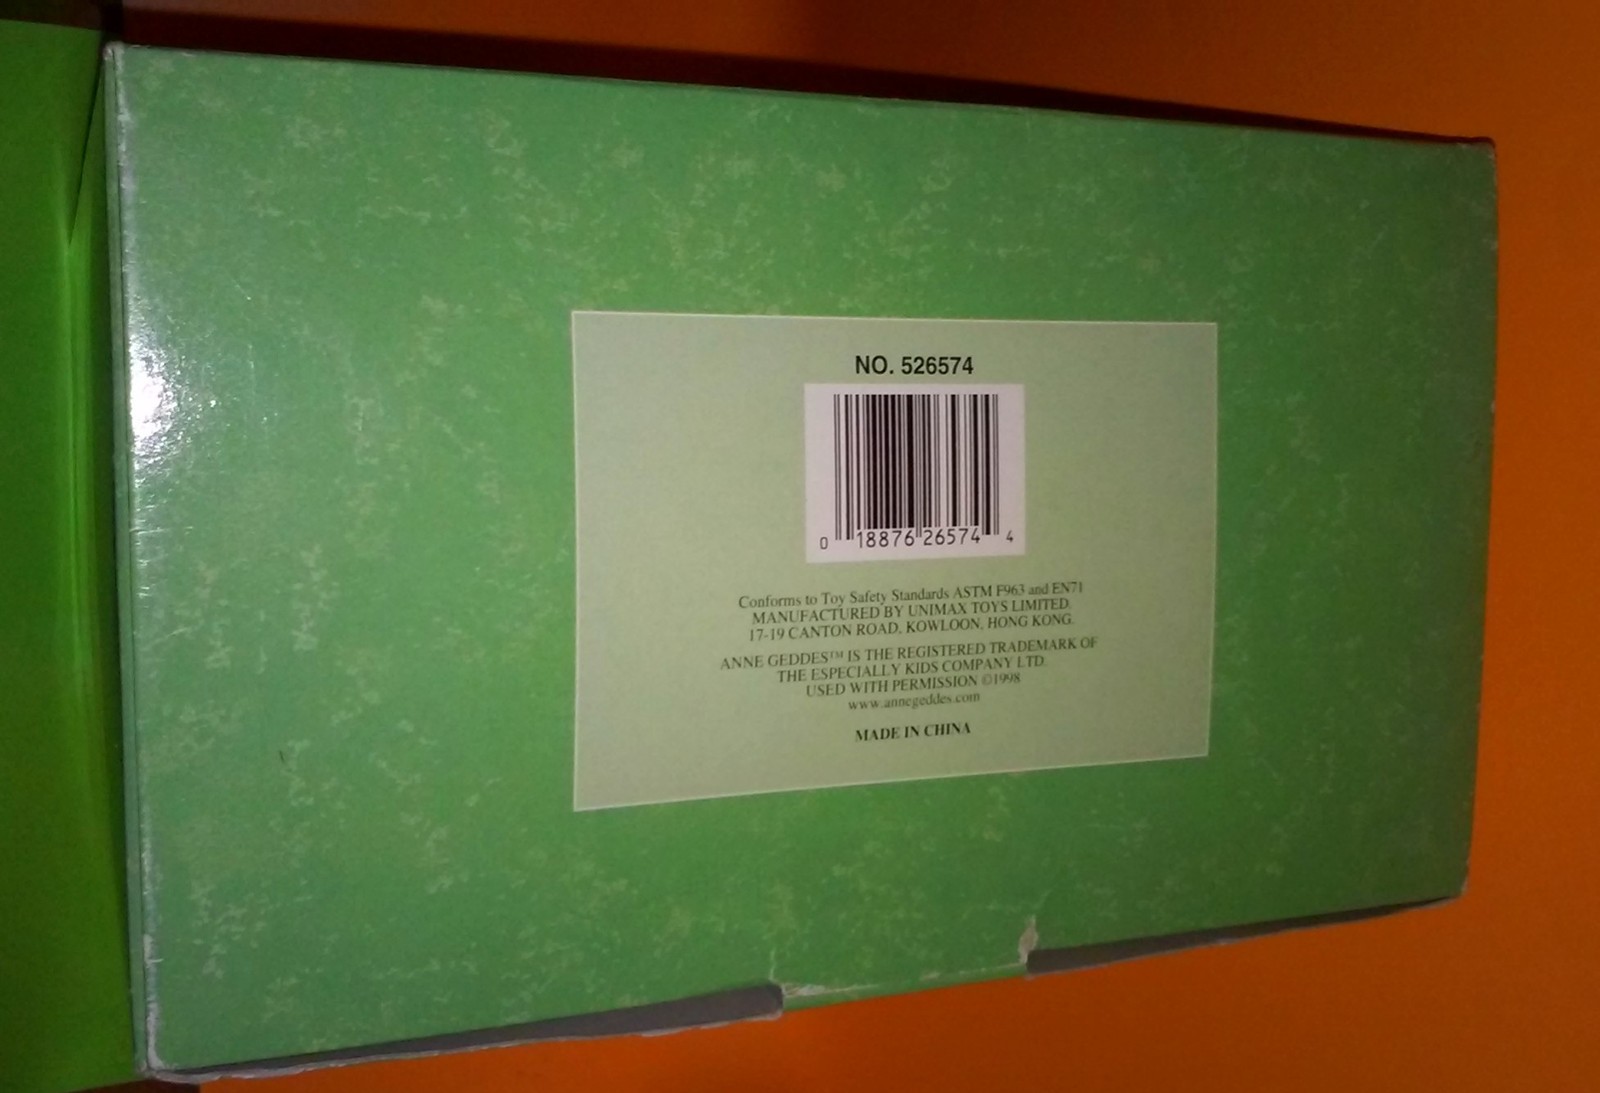 NO. 526574
0 18876 26574 4
Conforms to Toy Safety Standards ASTM F963 and EN71
MANUFACTURED BY UNIMAX TOYS LIMITED.
17-19 CANTON ROAD, KOWLOON, HONG KONG.
ANNE GEDDES™ IS THE REGISTERED TRADEMARK OF
THE ESPECIALLY KIDS COMPANY LTD.
USED WITH PERMISSION ©1998
www.annegeddes.com
MADE IN CHINA